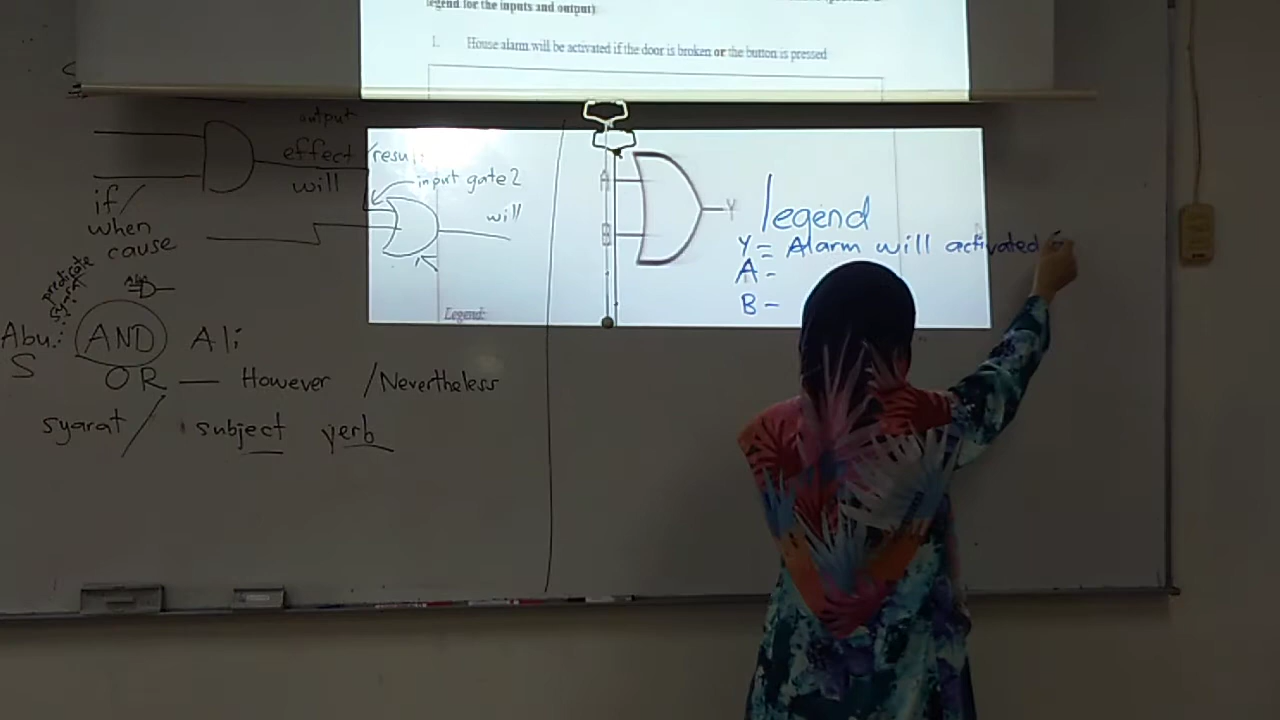 legend for the inputs and output)
1. House alarm will be activated if the door is broken or the button is pressed
output
effect /resul
will
if/
when
cause
input gate 2
will
predicate
syarat
Abu: AND Ali
S
OR — However /Nevertheless
syarat/ subject verb
Legend:
A
B
Y
legend
Y = Alarm will activated
A =
B -